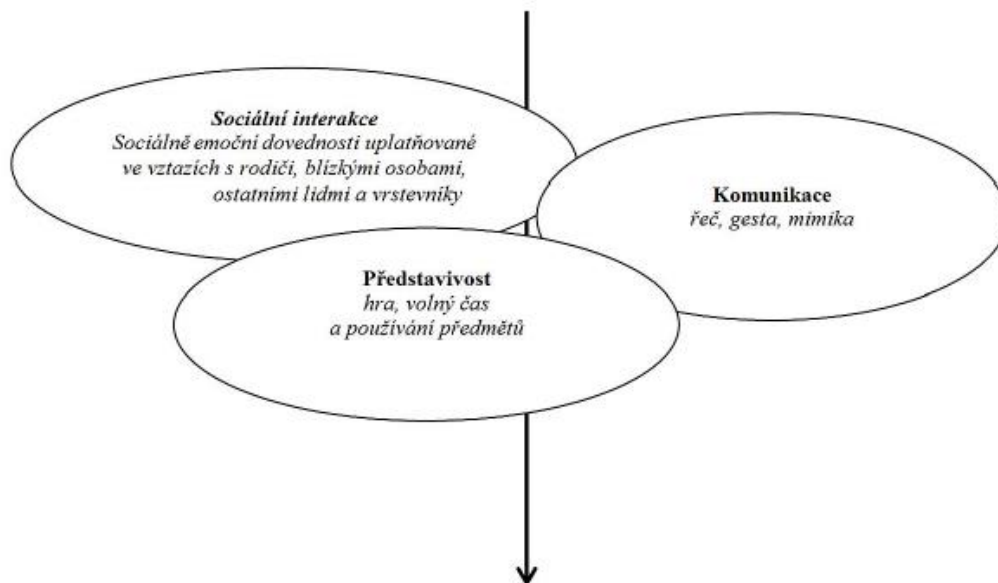 Sociální interakce
Sociálně emoční dovednosti uplatňované
ve vztazích s rodiči, blízkými osobami,
ostatními lidmi a vrstevníky
Komunikace
řeč, gesta, mimika
Představivost
hra, volný čas
a používání předmětů